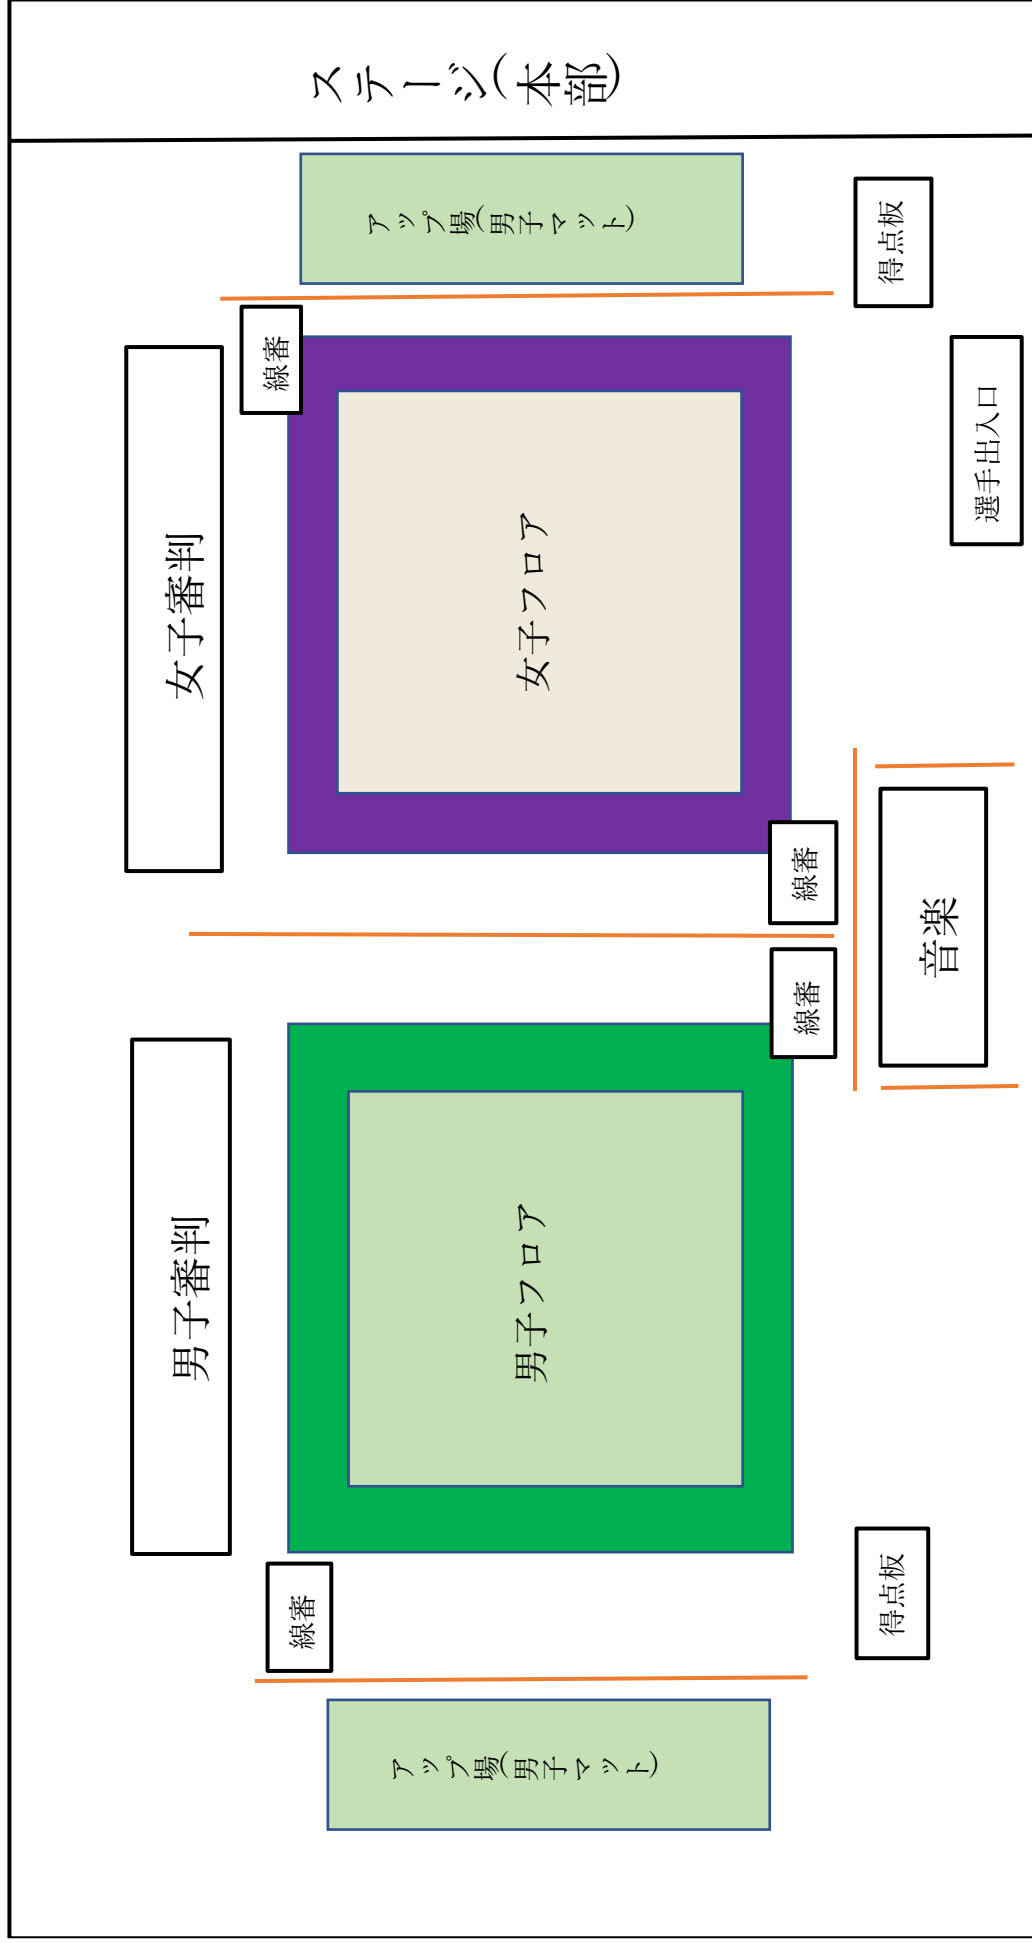 ステージ(本部)
アップ場(男子マット)
得点板
線審
女子審判
選手出入口
女子フロア
線審
音楽
線審
男子審判
男子フロア
線審
得点板
アップ場(男子マット)